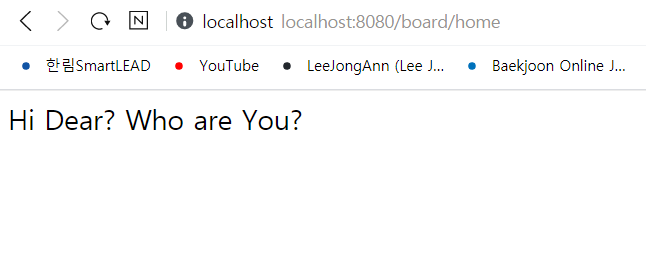 localhost localhost:8080/board/home
한림SmartLEAD YouTube LeeJongAnn (Lee J... Baekjoon Online J...
Hi Dear? Who are You?